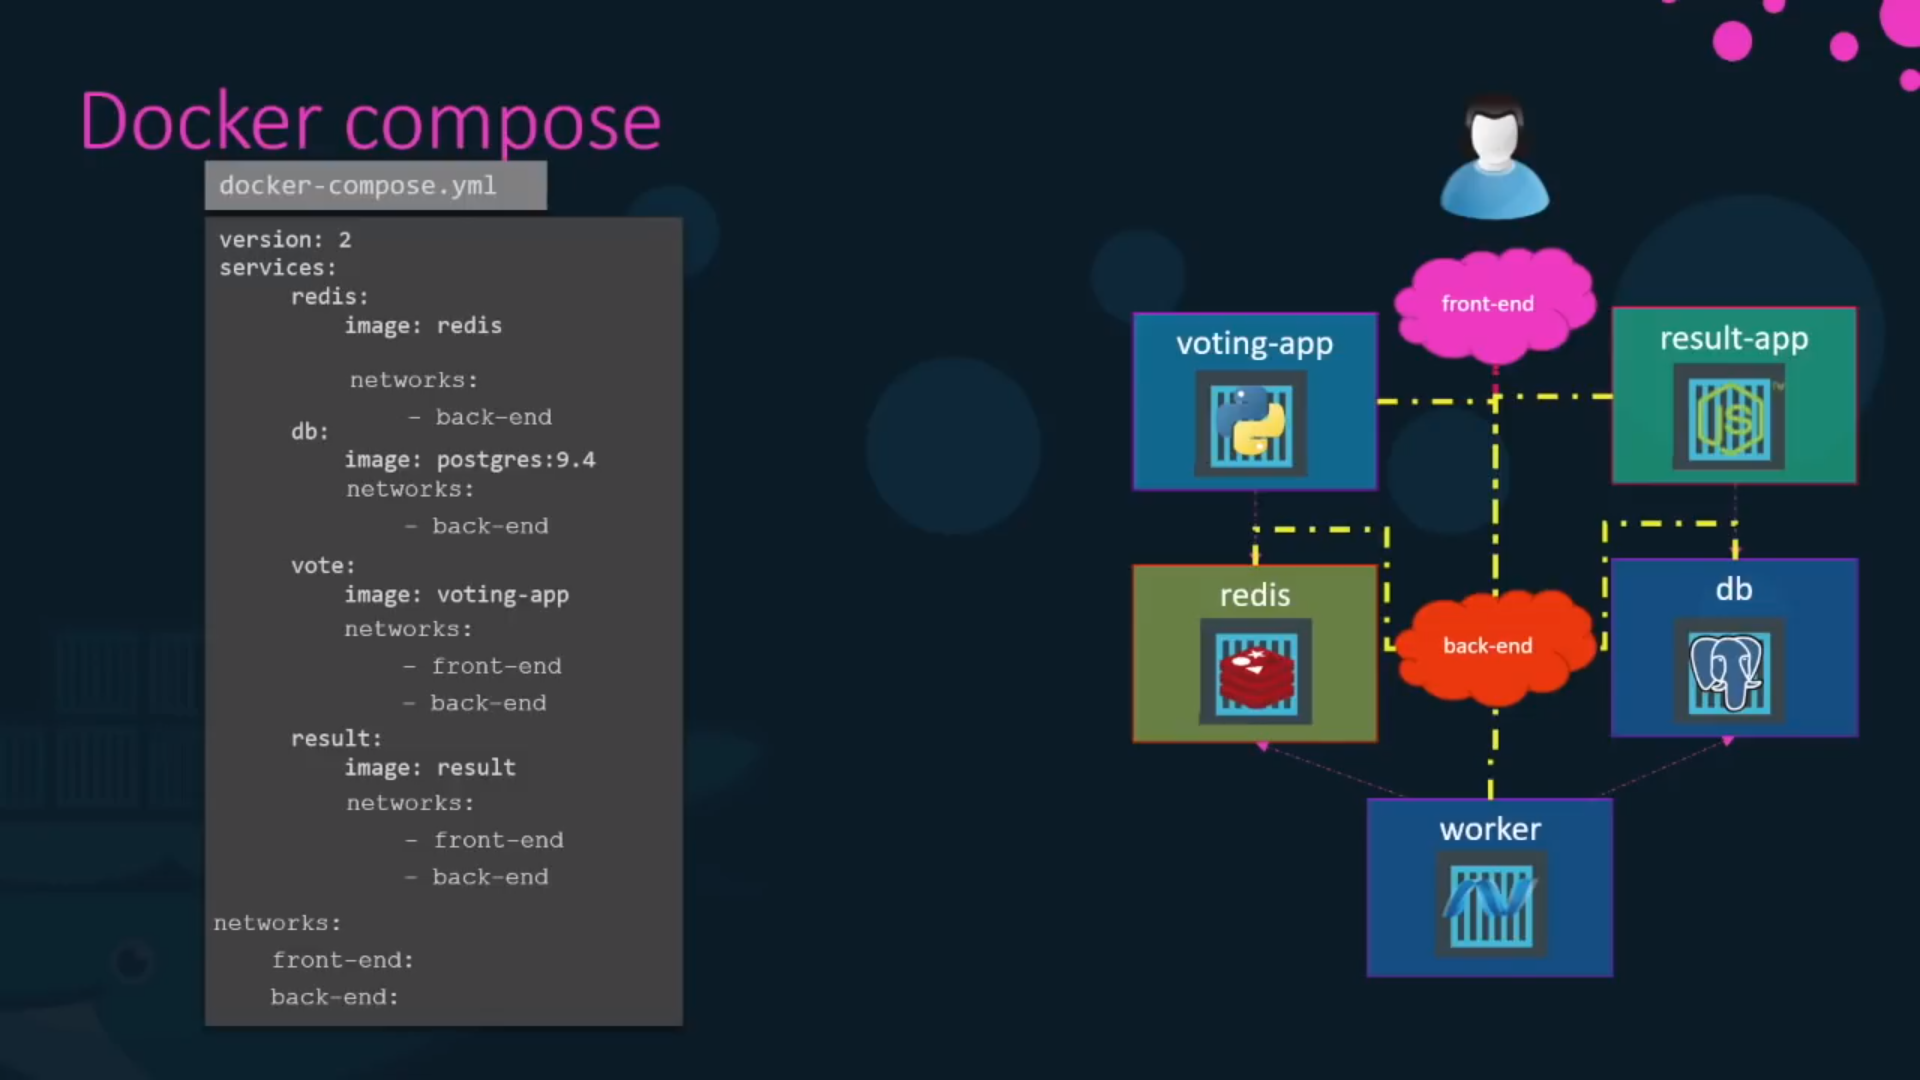 Docker compose
docker-compose.yml
version: 2
services:
redis:
image: redis
networks:
- back-end
db:
image: postgres:9.4
networks:
- back-end
vote:
image: voting-app
networks:
- front-end
- back-end
result:
image: result
networks:
- front-end
- back-end
networks:
front-end:
back-end:
front-end
voting-app
result-app
JS
redis
back-end
db
worker